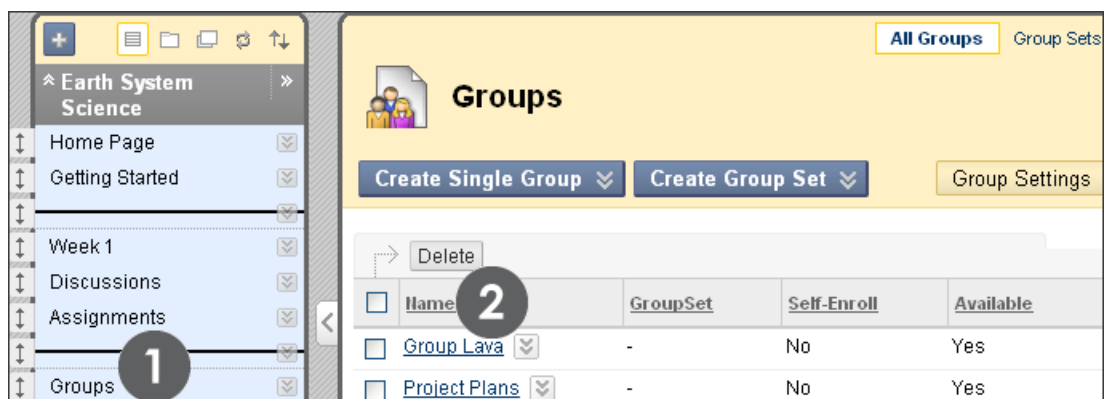 Earth System
Science
Home Page
Getting Started
Week 1
Discussions
Assignments
1
Groups
All Groups Group Sets
Groups
Create Single Group Create Group Set Group Settings
Delete
2
Name GroupSet Self-Enroll Available
Group Lava - No Yes
Project Plans - No Yes